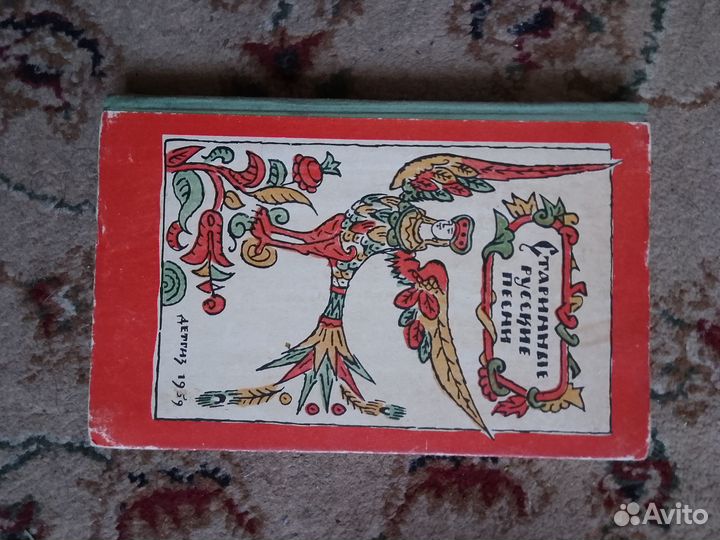 Старинные
русские
песни
Детгиз 1959
Avito